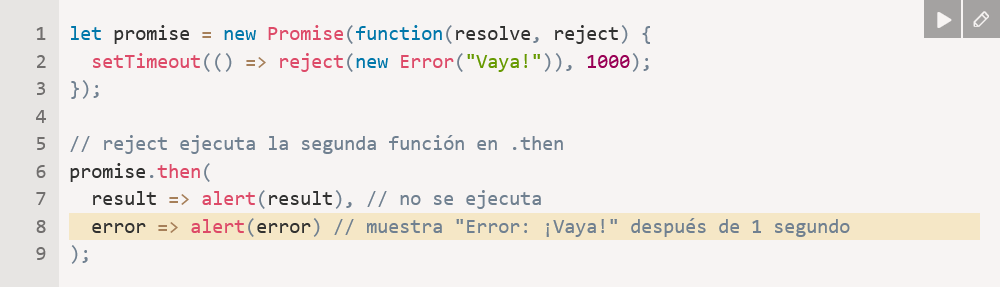 1 let promise = new Promise(function(resolve, reject) {
2   setTimeout(() => reject(new Error("Vaya!")), 1000);
3 });
4
5 // reject ejecuta la segunda función en .then
6 promise.then(
7   result => alert(result), // no se ejecuta
8   error => alert(error) // muestra "Error: ¡Vaya!" después de 1 segundo
9 );